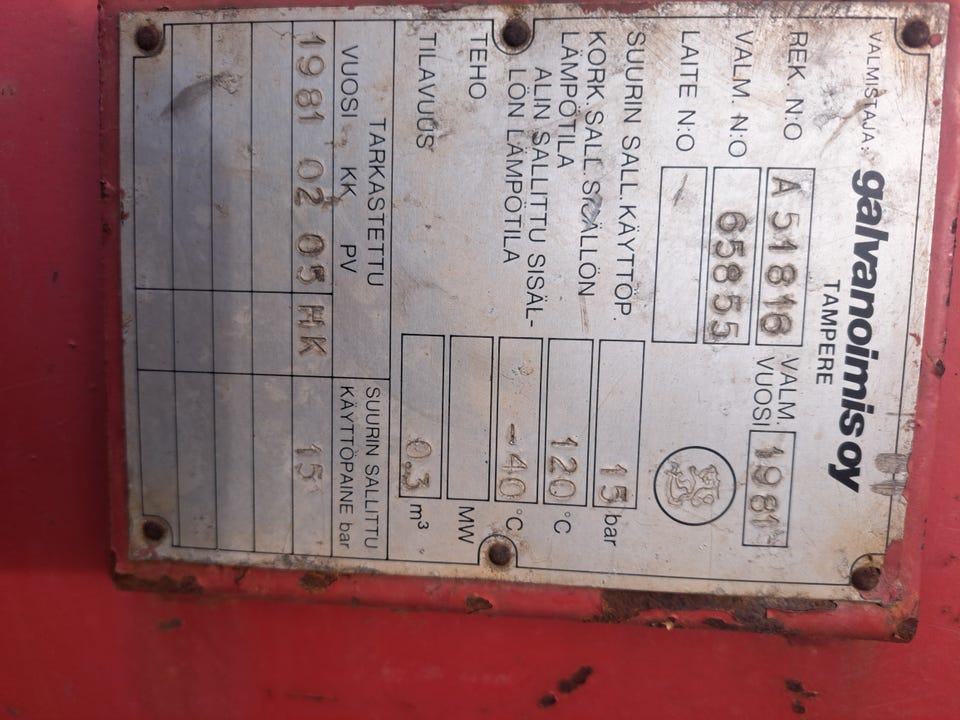 VALMISTAJA: galvanoimis oy
TAMPERE
REK. N:O A 51816 VALM. VUOSI 1981
VALM. N:O 65855
LAITE N:O
SUURIN SALL. KÄYTTÖP. 15 bar
KORK. SALL. SISÄLLÖN
LÄMPÖTILA 120 °C
ALIN SALLITTU SISÄL-
LÖN LÄMPÖTILA -40 °C
TEHO MW
TILAVUUS 0.3 m³
TARKASTETTU SUURIN SALLITTU
VUOSI KK PV KÄYTTÖPAINE bar
1981 02 05 HK 15